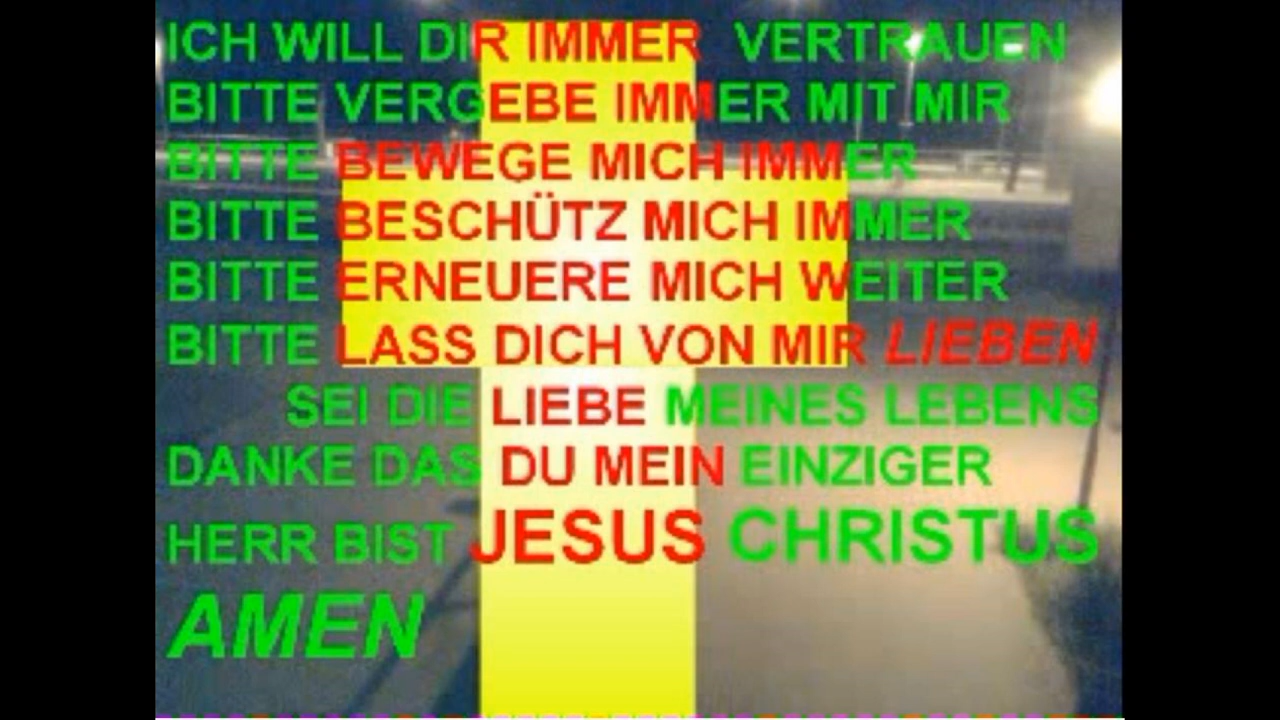 ICH WILL DIR IMMER VERTRAUEN
BITTE VERGEBE IMMER MIT MIR
BITTE BEWEGE MICH IMMER
BITTE BESCHÜTZ MICH IMMER
BITTE ERNEUERE MICH WEITER
BITTE LASS DICH VON MIR LIEBEN
SEI DIE LIEBE MEINES LEBENS
DANKE DAS DU MEIN EINZIGER
HERR BIST JESUS CHRISTUS
AMEN